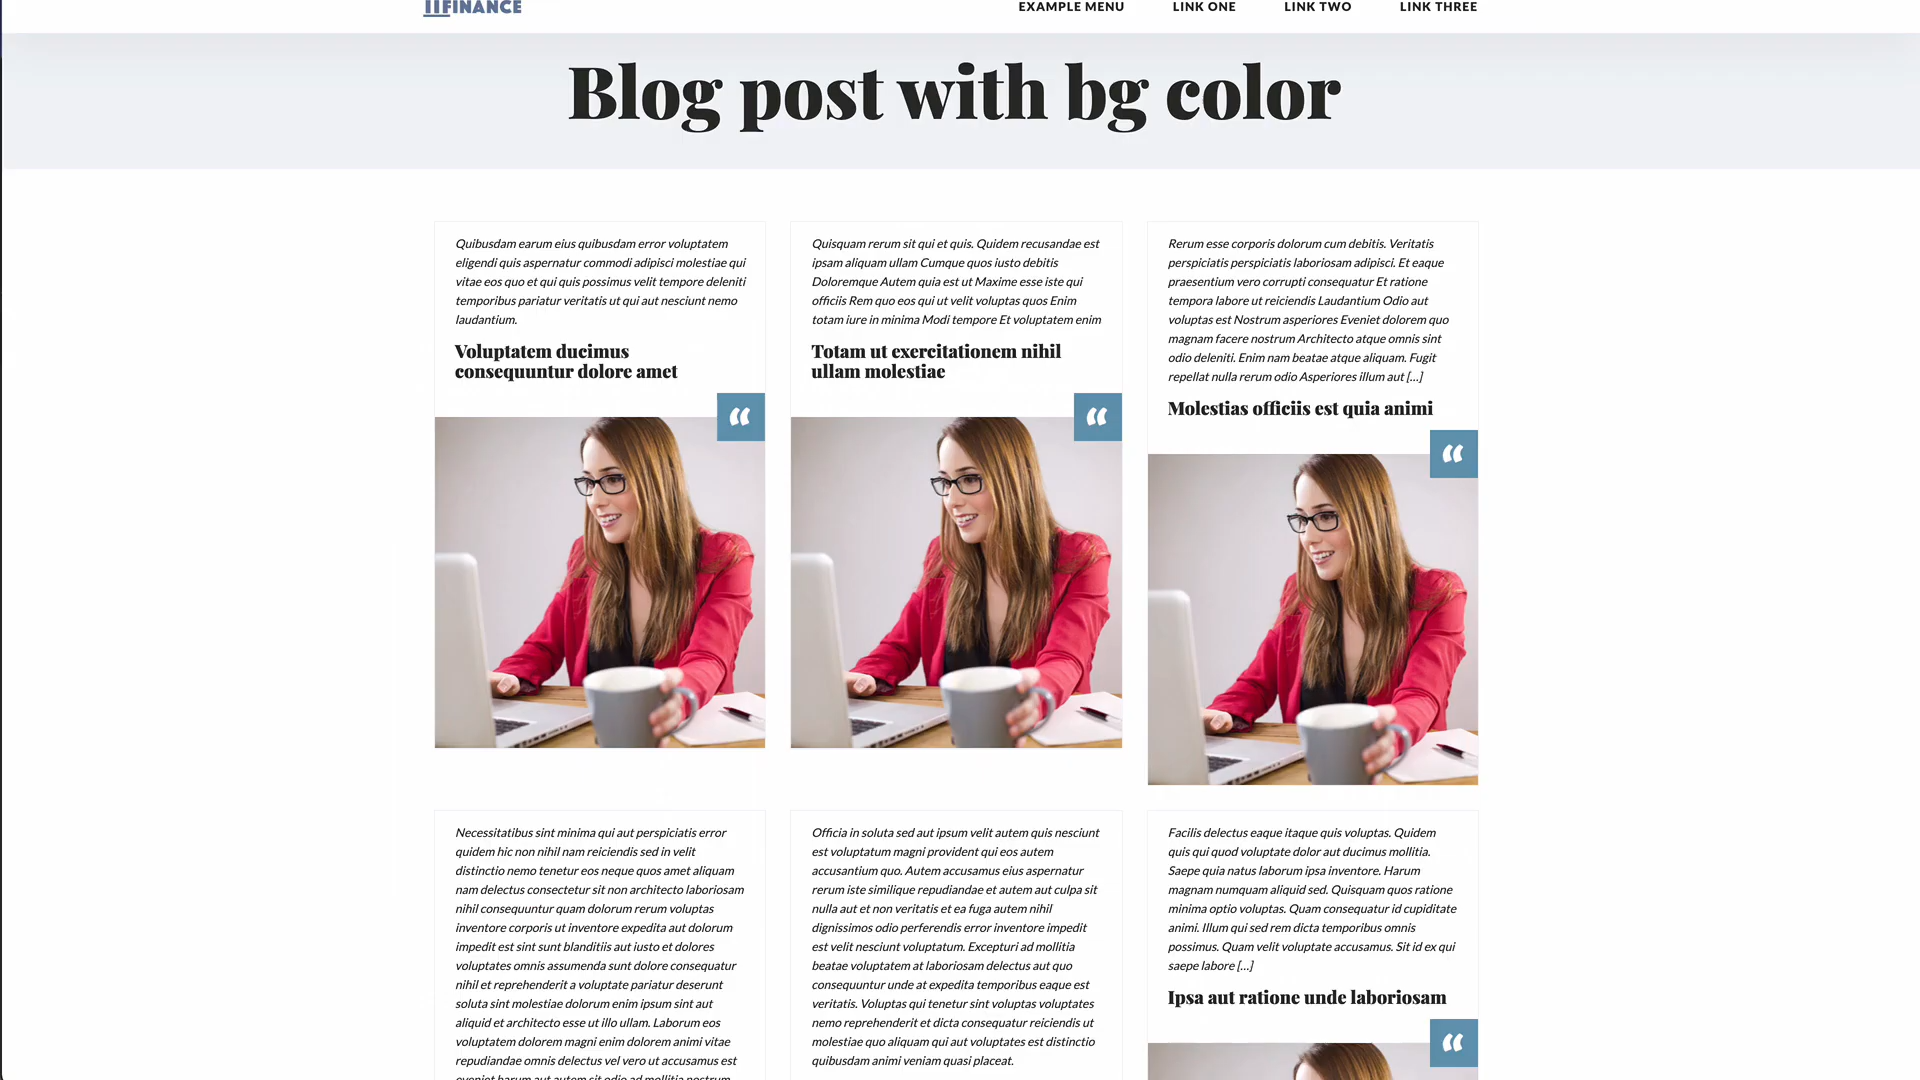 FINANCE
EXAMPLE MENU
LINK ONE
LINK TWO
LINK THREE
Blog post with bg color
Quibusdam earum eius quibusdam error voluptatem
eligendi quis aspernatur commodi adipisci molestiae qui
vitae eos quo et qui quis possimus velit tempore deleniti
temporibus pariatur veritatis ut qui aut nesciunt nemo
laudantium.
Voluptatem ducimus
consequuntur dolore amet
“
Quisquam rerum sit qui et quis. Quidem recusandae est
ipsam aliquam ullam Cumque quos iusto debitis
Doloremque Autem quia est ut Maxime esse iste qui
officiis Rem quo eos qui ut velit voluptas quos Enim
totam iure in minima Modi tempore Et voluptatem enim
Totam ut exercitationem nihil
ullam molestiae
“
Rerum esse corporis dolorum cum debitis. Veritatis
perspiciatis perspiciatis laboriosam adipisci. Et eaque
praesentium vero corrupti consequatur Et ratione
tempora labore ut reiciendis Laudantium Odio aut
voluptas est Nostrum asperiores Eveniet dolorem quo
magnam facere nostrum Architecto atque omnis sint
odio deleniti. Enim nam beatae atque aliquam. Fugit
repellat nulla rerum odio Asperiores illum aut [...]
Molestias officiis est quia animi
“
Necessitatibus sint minima qui aut perspiciatis error
quidem hic non nihil nam reiciendis sed in velit
distinctio nemo tenetur eos neque quos amet aliquam
nam delectus consectetur sit non architecto laboriosam
nihil consequuntur quam dolorum rerum voluptas
inventore corporis ut inventore expedita aut dolorum
impedit est sint sunt blanditiis aut iusto et dolores
voluptates omnis assumenda sunt dolore consequatur
nihil et reprehenderit a voluptate pariatur deserunt
soluta sint molestiae dolorum enim ipsum sint aut
aliquid et architecto esse ut illo ullam. Laborum eos
voluptatem dolorem magni enim dolorem animi vitae
repudiandae omnis delectus vel vero ut accusamus est
eveniet harum aut autem sit odio ad mollitia nostrum
Officia in soluta sed aut ipsum velit autem quis nesciunt
est voluptatum magni provident qui eos autem
accusantium quo. Autem accusamus eius aspernatur
rerum iste similique repudiandae et autem aut culpa sit
nulla aut et non veritatis et ea fuga autem nihil
dignissimos odio perferendis error inventore impedit
est velit nesciunt voluptatum. Excepturi ad mollitia
beatae voluptatem at laboriosam delectus aut quo
consequuntur unde at expedita temporibus eaque est
veritatis. Voluptas qui tenetur sint voluptas voluptates
nemo reprehenderit et dicta consequatur reiciendis ut
molestiae quo aliquam qui aut voluptates est distinctio
quibusdam animi veniam quasi placeat.
Facilis delectus eaque itaque quis voluptas. Quidem
quis qui quod voluptate dolor aut ducimus mollitia.
Saepe quia natus laborum ipsa inventore. Harum
magnam numquam aliquid sed. Quisquam quos ratione
minima optio voluptas. Quam consequatur id cupiditate
animi. Illum qui sed rem dicta temporibus omnis
possimus. Quam velit voluptate accusamus. Sit id ex qui
saepe labore [...]
Ipsa aut ratione unde laboriosam
“